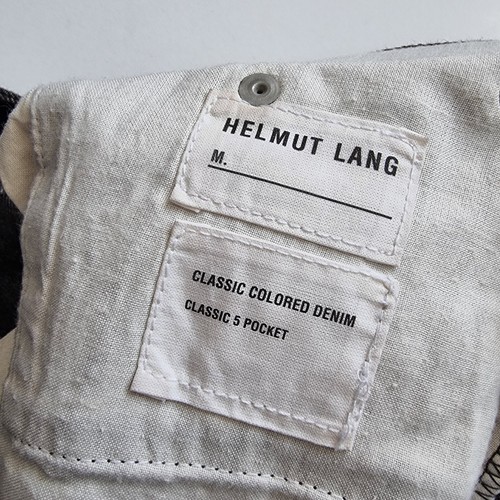 HELMUT LANG
M.
CLASSIC COLORED DENIM
CLASSIC 5 POCKET